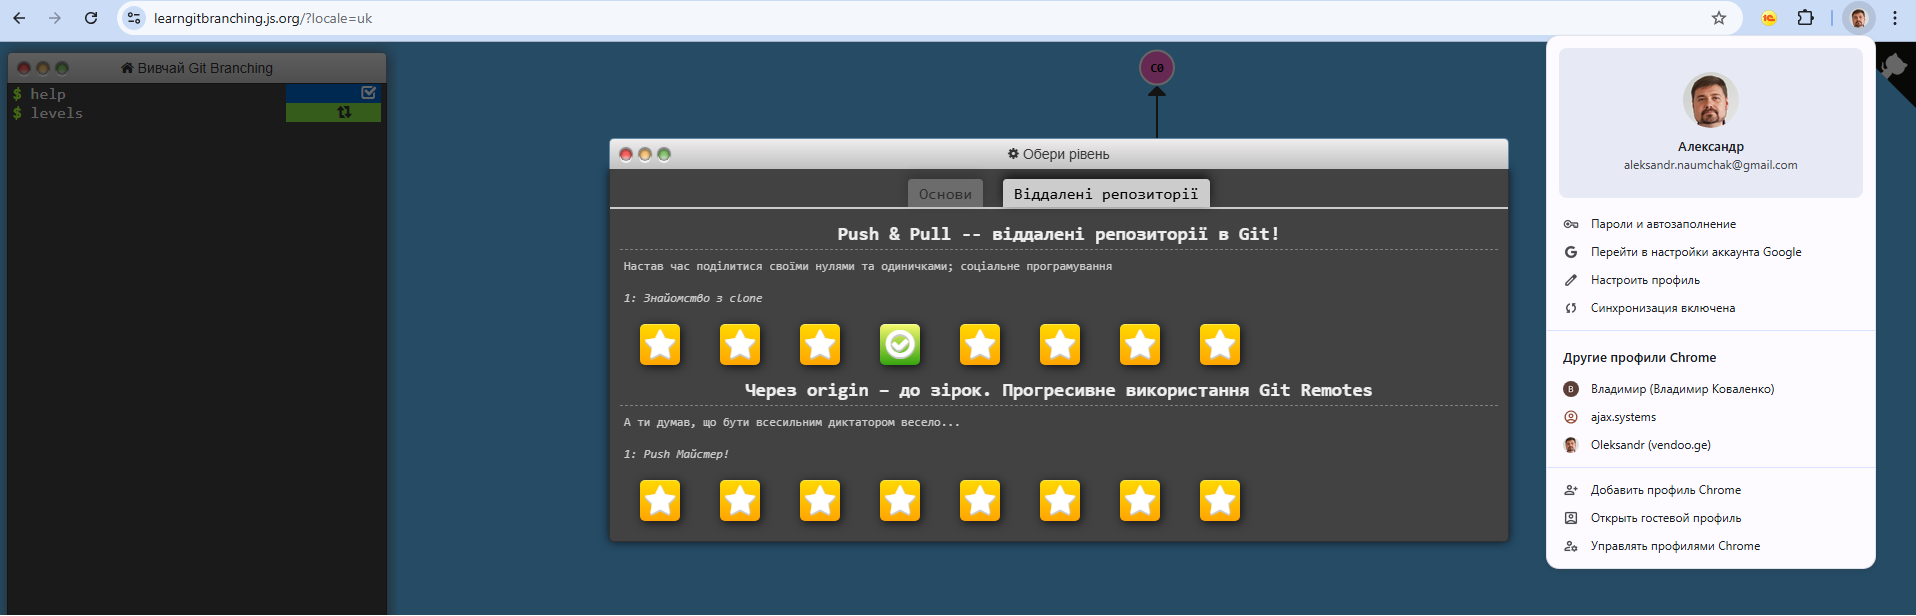 learngitbranching.js.org/?locale=uk
Вивчай Git Branching
$ help
$ levels
C0
Обери рівень
Основи
Віддалені репозиторії
Push & Pull -- віддалені репозиторії в Git!
Настав час поділитися своїми нулями та одиничками; соціальне програмування
1: Знайомство з clone
Через origin – до зірок. Прогресивне використання Git Remotes
А ти думав, що бути всесильним диктатором весело...
1: Push Майстер!
Александр
aleksandr.naumchak@gmail.com
Пароли и автозаполнение
Перейти в настройки аккаунта Google
Настроить профиль
Синхронизация включена
Другие профили Chrome
В Владимир (Владимир Коваленко)
ajax.systems
Oleksandr (vendoo.ge)
Добавить профиль Chrome
Открыть гостевой профиль
Управлять профилями Chrome